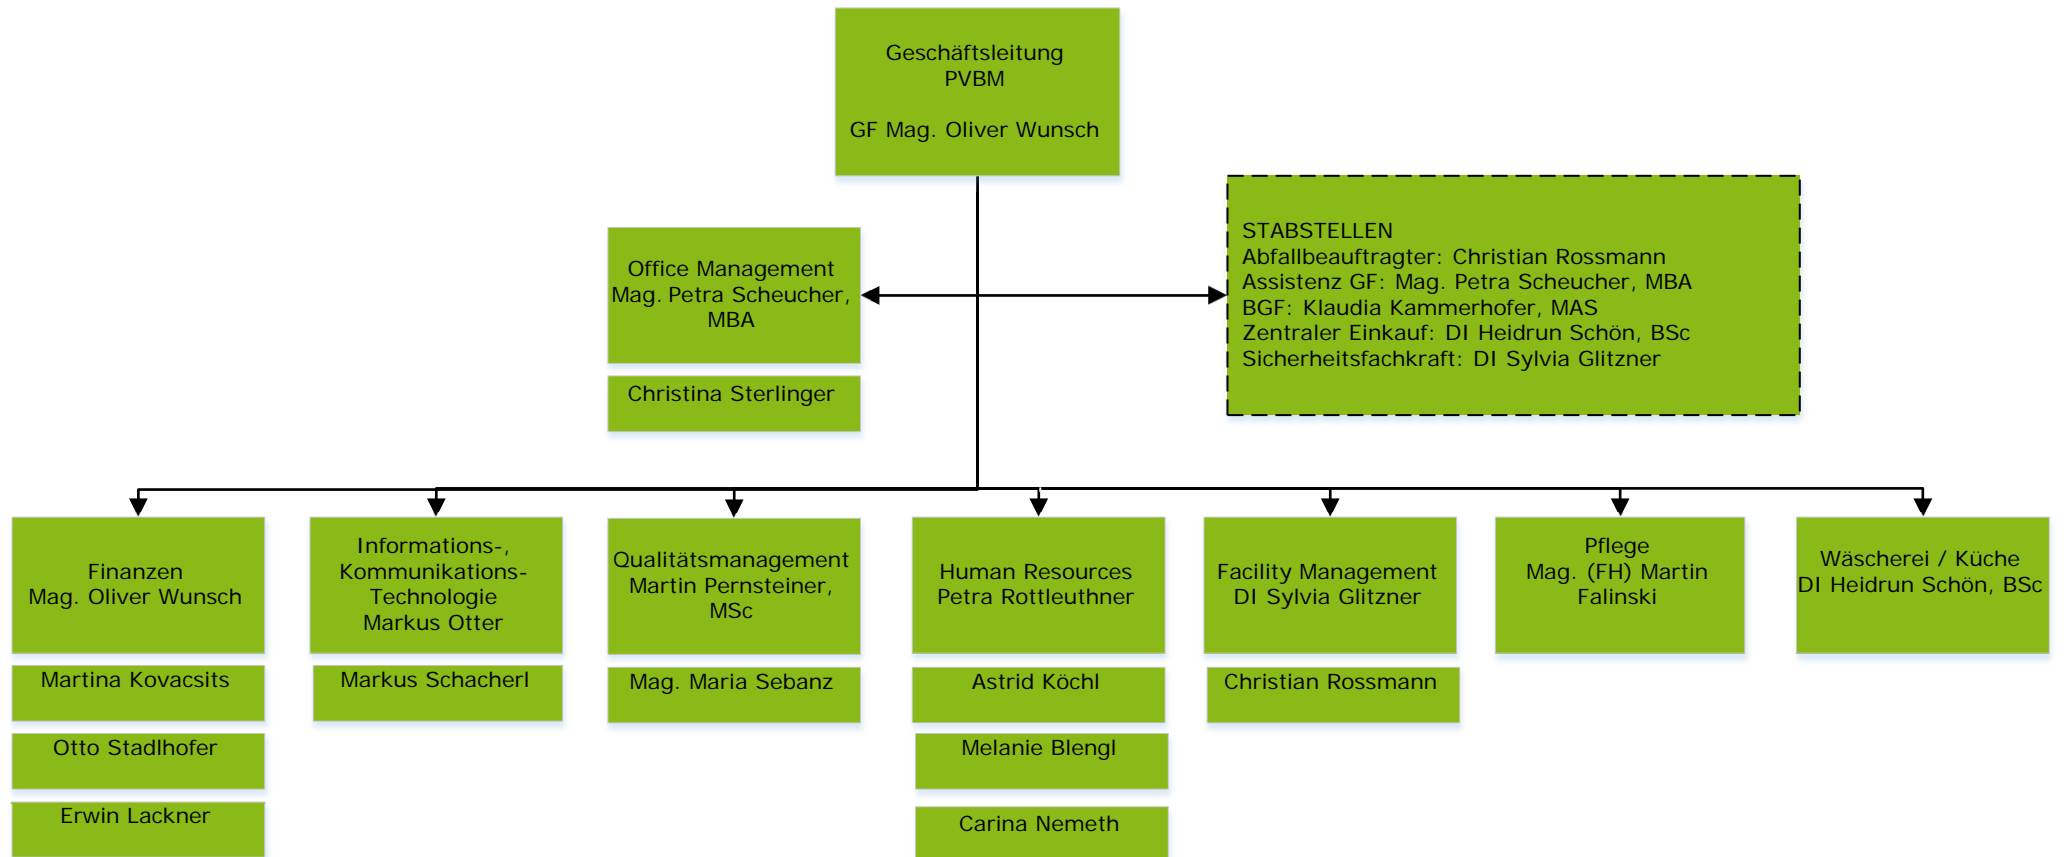 Geschäftsleitung
PVBM
GF Mag. Oliver Wunsch
STABSTELLEN
Abfallbeauftragter: Christian Rossmann
Assistenz GF: Mag. Petra Scheucher, MBA
BGF: Klaudia Kammerhofer, MAS
Zentraler Einkauf: DI Heidrun Schön, BSc
Sicherheitsfachkraft: DI Sylvia Glitzner
Office Management
Mag. Petra Scheucher,
MBA
Christina Sterlinger
Finanzen
Mag. Oliver Wunsch
Martina Kovacsits
Otto Stadlhofer
Erwin Lackner
Informations-,
Kommunikations-
Technologie
Markus Otter
Markus Schacherl
Qualitätsmanagement
Martin Pernsteiner,
MSc
Mag. Maria Sebanz
Human Resources
Petra Rottleuthner
Astrid Köchl
Melanie Blengl
Carina Nemeth
Facility Management
DI Sylvia Glitzner
Christian Rossmann
Pflege
Mag. (FH) Martin
Falinski
Wäscherei / Küche
DI Heidrun Schön, BSc